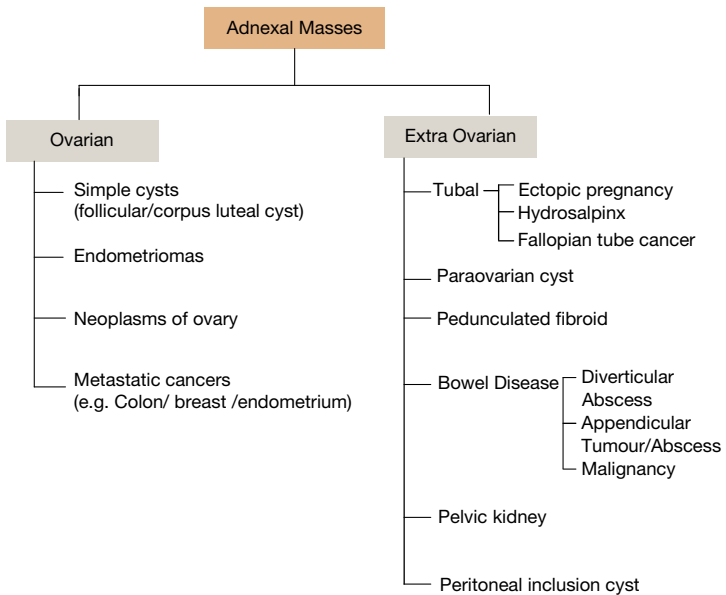 Adnexal Masses
Ovarian
Simple cysts
(follicular/corpus luteal cyst)
Endometriomas
Neoplasms of ovary
Metastatic cancers
(e.g. Colon/ breast /endometrium)
Extra Ovarian
Tubal
Ectopic pregnancy
Hydrosalpinx
Fallopian tube cancer
Paraovarian cyst
Pedunculated fibroid
Bowel Disease
Diverticular
Abscess
Appendicular
Tumour/Abscess
Malignancy
Pelvic kidney
Peritoneal inclusion cyst